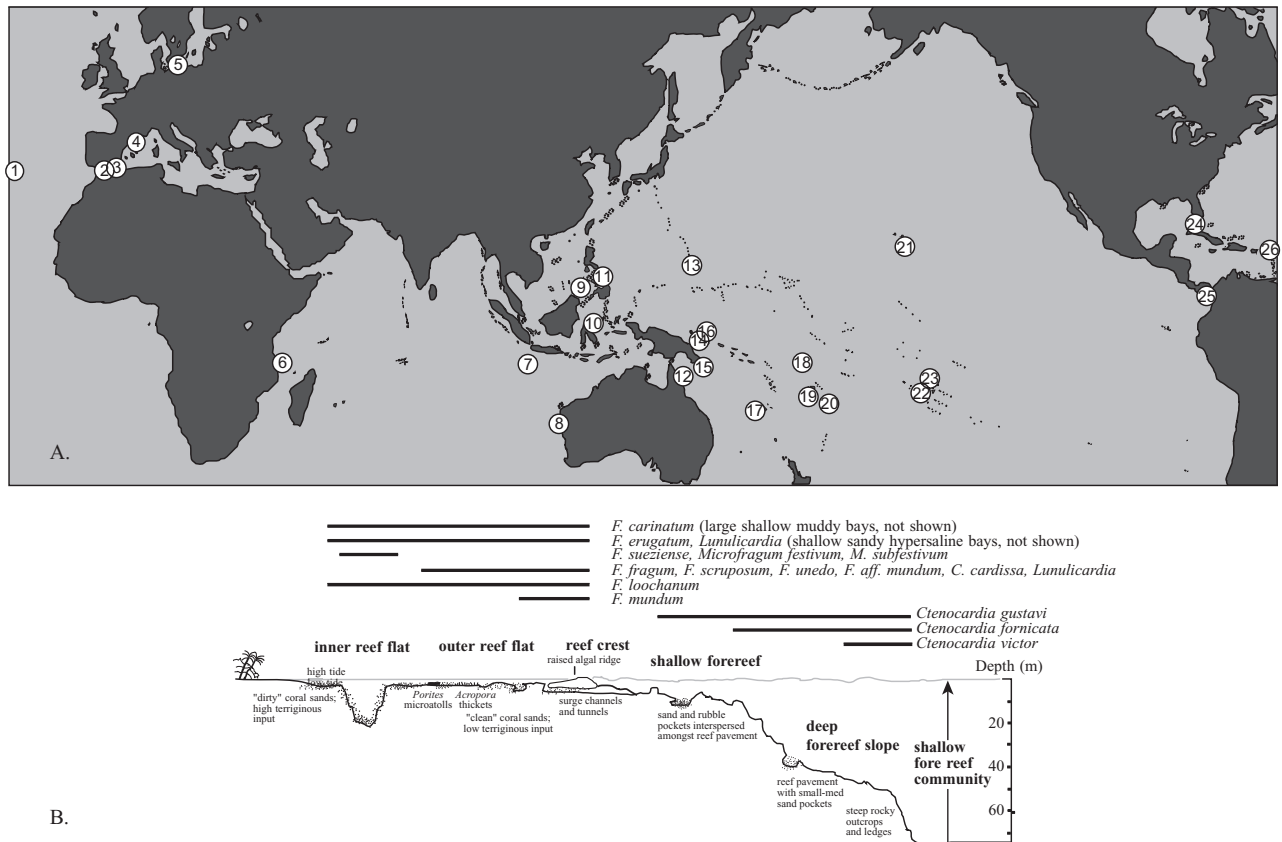 5
4
1
2
3
24
21
26
13
11
9
25
10
16
14
6
7
18
15
12
23
22
19
20
17
8
A.
F. carinatum (large shallow muddy bays, not shown)
F. erugatum, Lunulicardia (shallow sandy hypersaline bays, not shown)
F. sueziense, Microfragum festivum, M. subfestivum
F. fragum, F. scruposum, F. unedo, F. aff. mundum, C. cardissa, Lunulicardia
F. loochanum
F. mundum
Ctenocardia gustavi
Ctenocardia fornicata
Ctenocardia victor
inner reef flat
outer reef flat
reef crest
raised algal ridge
shallow forereef
Depth (m)
high tide
low tide
"dirty" coral sands;
high terriginous
input
Porites
microatolls
Acropora
thickets
"clean" coral sands;
low terriginous input
surge channels
and tunnels
sand and rubble
pockets interspersed
amongst reef pavement
deep
forereef slope
shallow
fore reef
community
20
40
60
reef pavement
with small-med
sand pockets
steep rocky
outcrops
and ledges
B.